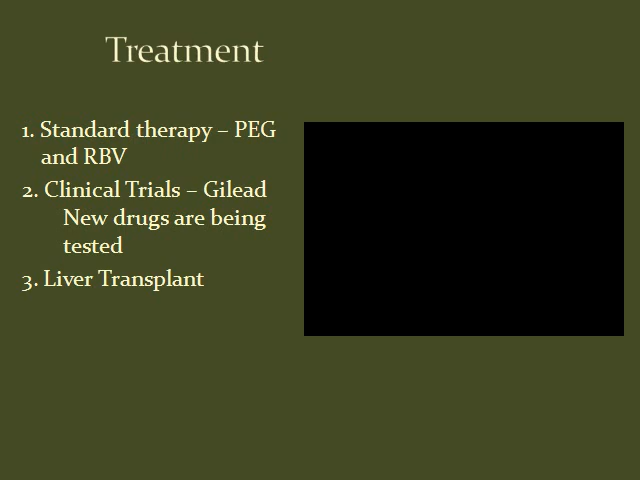 Treatment
1. Standard therapy – PEG
and RBV
2. Clinical Trials – Gilead
New drugs are being
tested
3. Liver Transplant